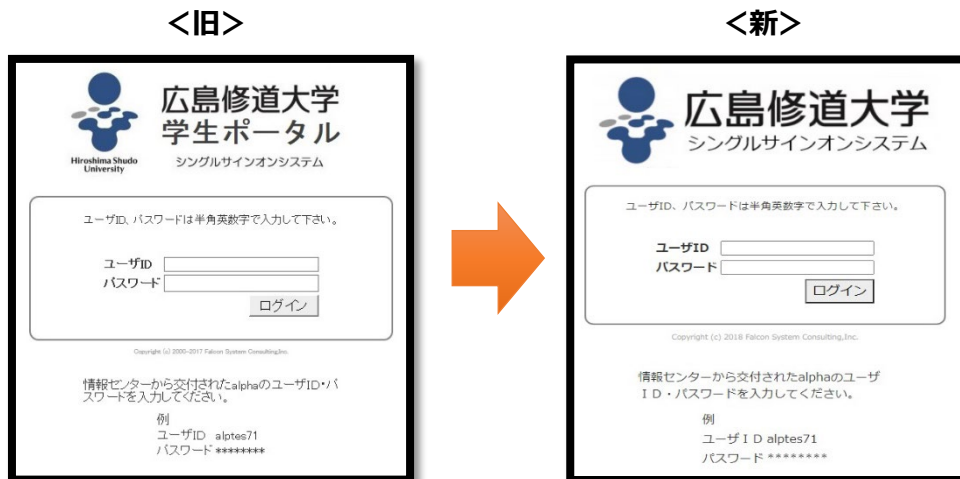 ＜旧＞
広島修道大学
学生ポータル
シングルサインオンシステム
Hiroshima Shudo
University
ユーザID、パスワードは半角英数字で入力して下さい。
ユーザID
パスワード
ログイン
Copyright (c) 2000-2017 Falcon System Consulting,Inc.
情報センターから交付されたalphaのユーザID・パ
スワードを入力してください。
例
ユーザID alptes71
パスワード ********
＜新＞
広島修道大学
シングルサインオンシステム
ユーザID、パスワードは半角英数字で入力して下さい。
ユーザID
パスワード
ログイン
Copyright (c) 2018 Falcon System Consulting,Inc.
情報センターから交付されたalphaのユーザ
ＩＤ・パスワードを入力してください。
例
ユーザＩＤ alptes71
パスワード ********